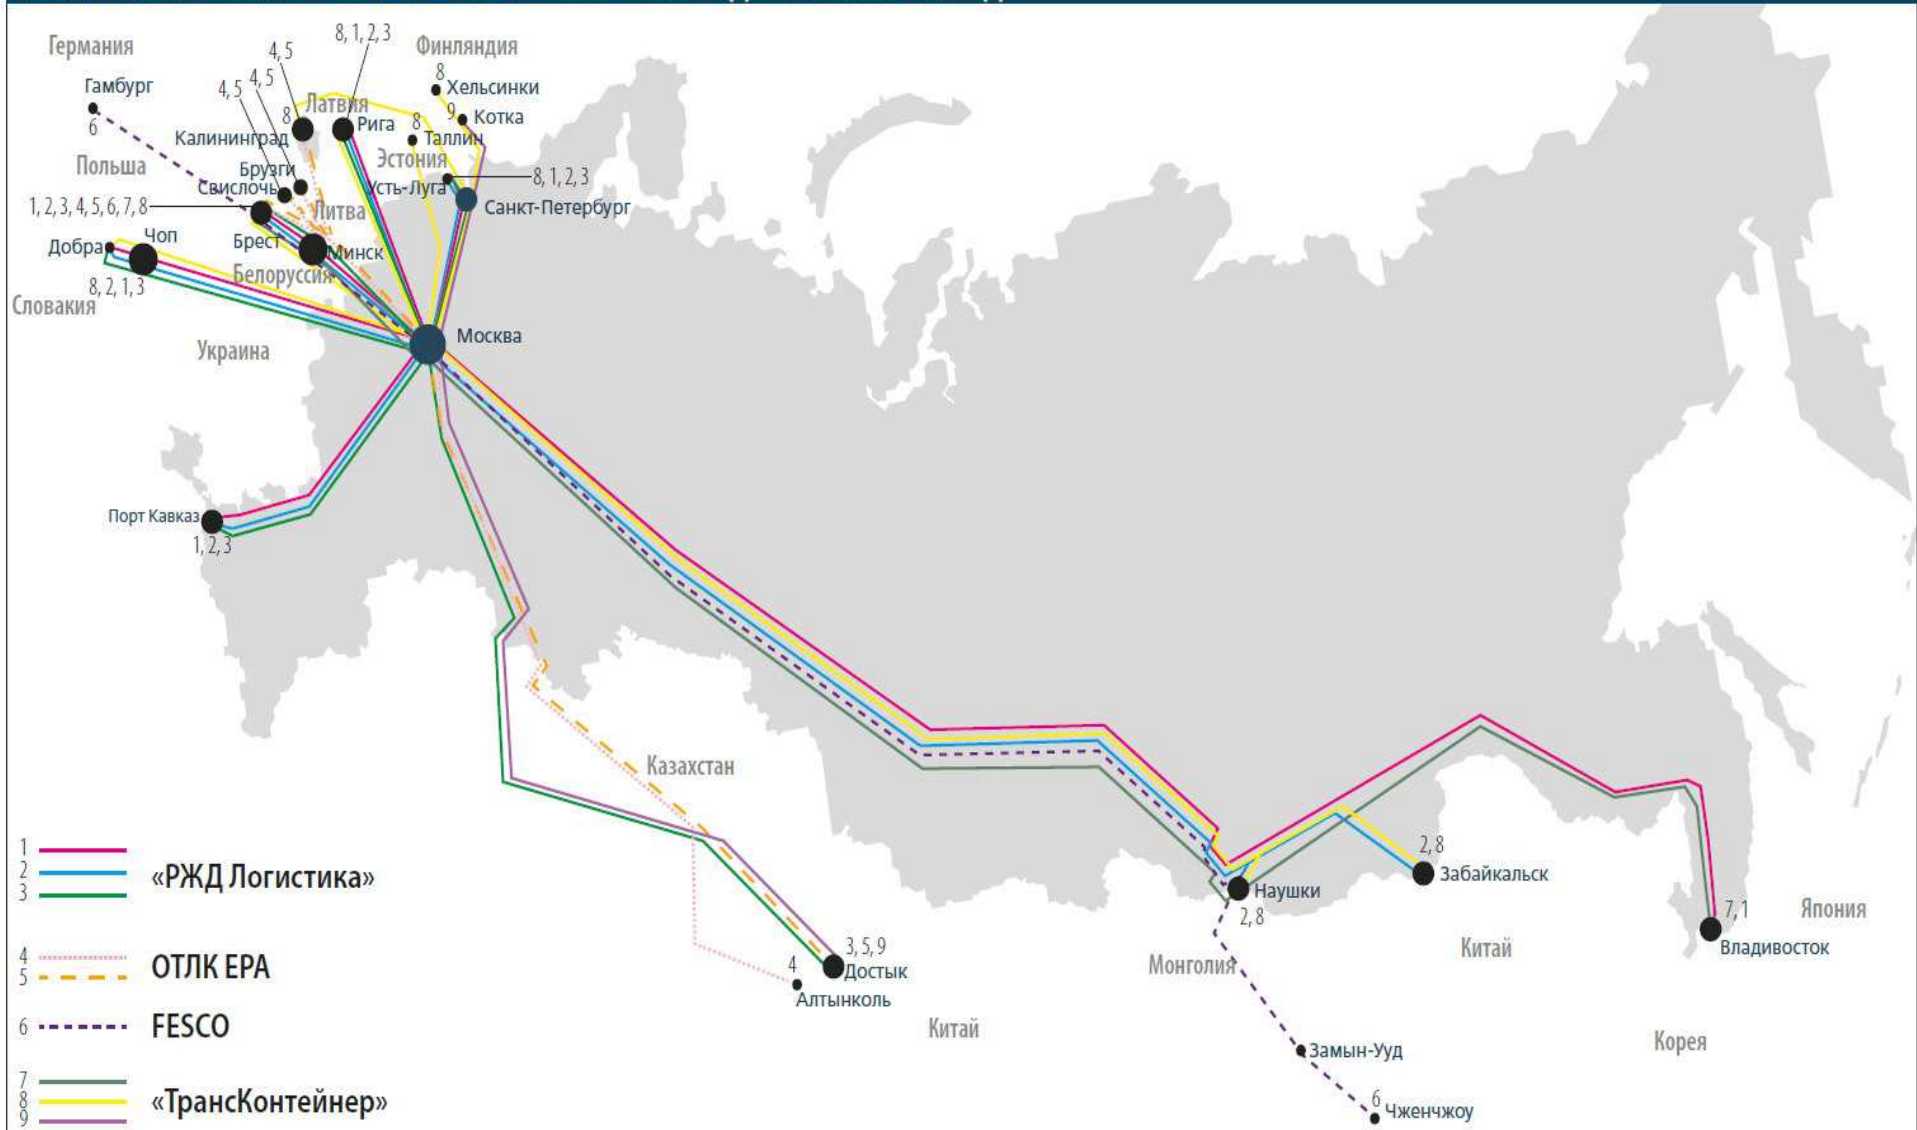 Германия
8, 1, 2, 3
Финляндия
4, 5
8
Хельсинки
Гамбург
4, 5
4, 5
6
Латвия
8
9
Котка
Рига
8
Таллин
Калининград
Эстония
Польша
Брузги
8, 1, 2, 3
Свислочь
Усть-Луга
1, 2, 3, 4, 5, 6, 7, 8
Литва
Санкт-Петербург
Чоп
Брест
Добра
Минск
Белоруссия
8, 2, 1, 3
Словакия
Москва
Украина
Порт Кавказ
1, 2, 3
Казахстан
1
2
3
«РЖД Логистика»
2, 8
Забайкальск
Наушки
2, 8
7, 1
Япония
Владивосток
Китай
3, 5, 9
Достык
4
Алтынколь
Монголия
4
5
ОТЛК ЕРА
6
FESCO
Китай
Корея
Замын-Ууд
7
8
9
«ТрансКонтейнер»
6
Чженчжоу